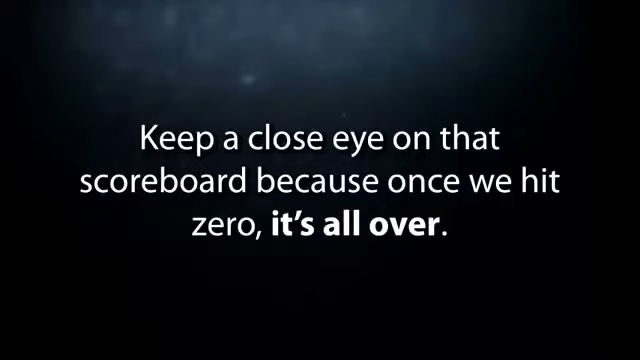 Keep a close eye on that
scoreboard because once we hit
zero, it's all over.